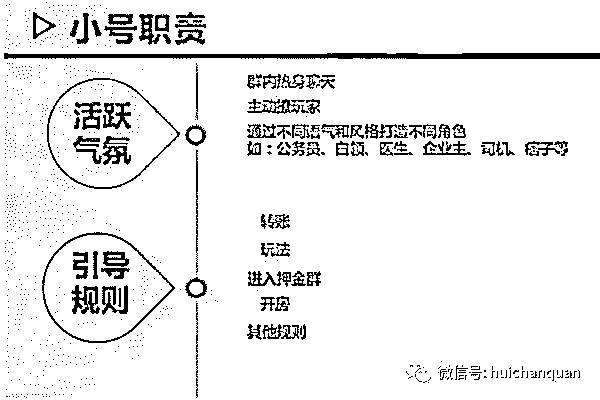 小号职责
活跃
气氛
群内热身聊天
主动撩玩家
通过不同语气和风格打造不同角色
如：公务员、白领、医生、企业主、司机、痞子等
引导
规则
转账
玩法
进入押金群
开房
其他规则
微信号: huichanquan